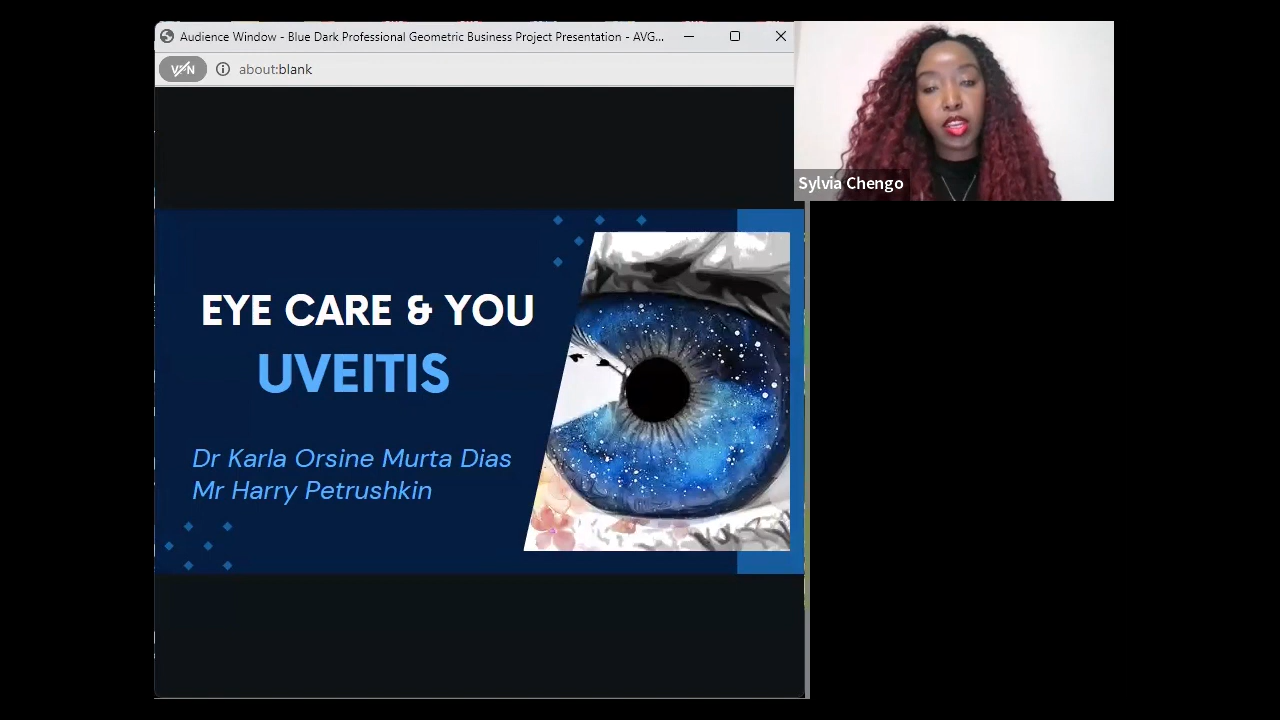 Audience Window - Blue Dark Professional Geometric Business Project Presentation - AVG...
VPN
about:blank
Sylvia Chengo
EYE CARE & YOU
UVEITIS
Dr Karla Orsine Murta Dias
Mr Harry Petrushkin